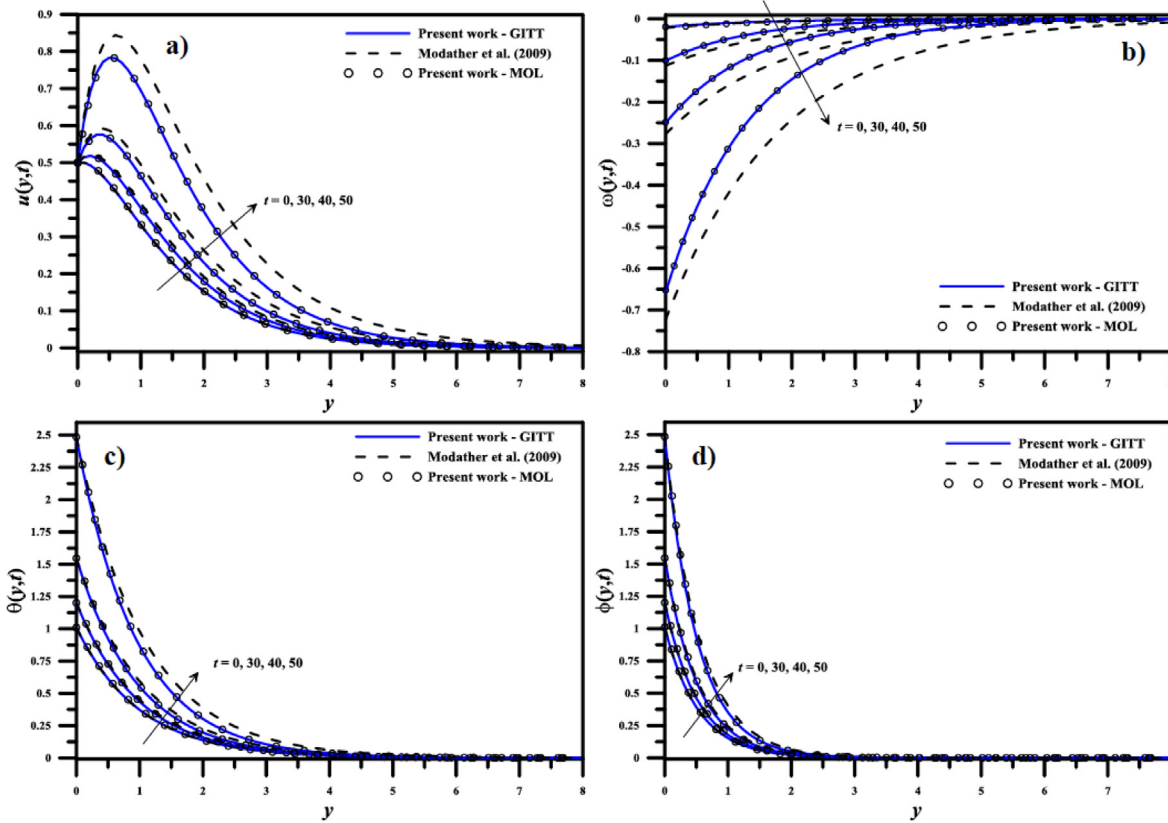 0.9
0.8
0.7
0.6
0.5
0.4
0.3
0.2
0.1
0
u(y,t)
a)
Present work - GITT
Modather et al. (2009)
Present work - MOL
t = 0, 30, 40, 50
0 1 2 3 4 5 6 7 8
y
0
-0.1
-0.2
-0.3
-0.4
-0.5
-0.6
-0.7
-0.8
ω(y,t)
b)
t = 0, 30, 40, 50
Present work - GITT
Modather et al. (2009)
Present work - MOL
0 1 2 3 4 5 6 7
y
2.5
2.25
2
1.75
1.5
1.25
1
0.75
0.5
0.25
0
θ(y,t)
c)
Present work - GITT
Modather et al. (2009)
Present work - MOL
t = 0, 30, 40, 50
0 1 2 3 4 5 6 7 8
y
2.5
2.25
2
1.75
1.5
1.25
1
0.75
0.5
0.25
0
ϕ(y,t)
d)
Present work - GITT
Modather et al. (2009)
Present work - MOL
t = 0, 30, 40, 50
0 1 2 3 4 5 6 7
y